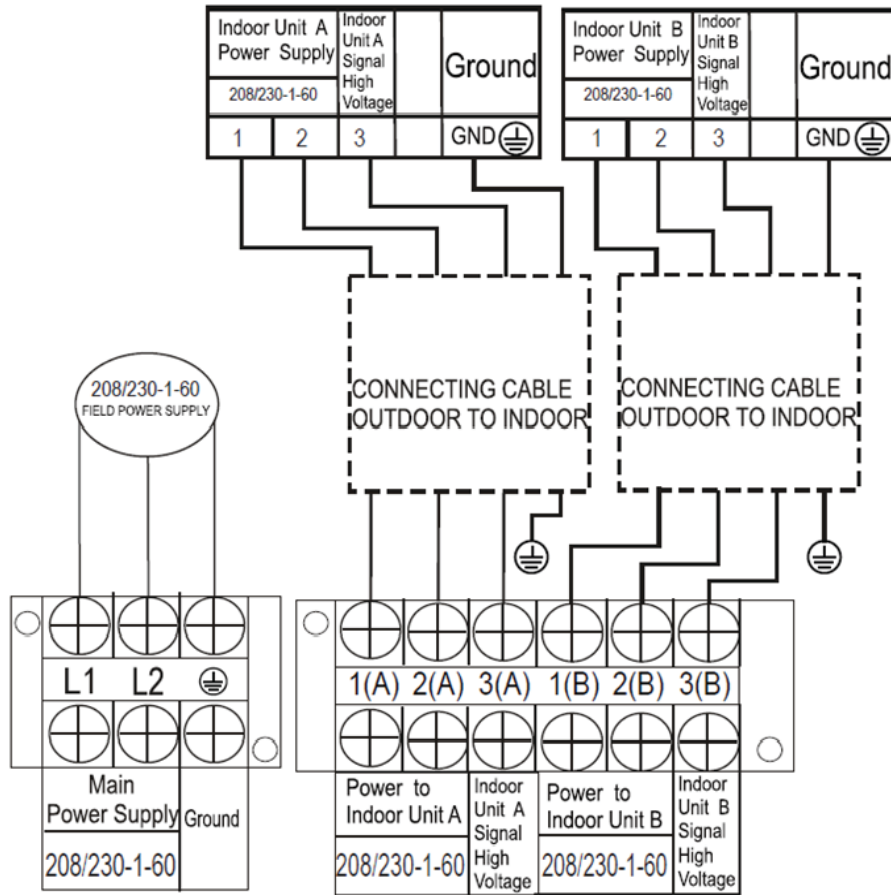 Indoor Unit A
Power Supply
208/230-1-60
Indoor
Unit A
Signal
High
Voltage
Ground
1 2 3 GND
Indoor Unit B
Power Supply
208/230-1-60
Indoor
Unit B
Signal
High
Voltage
Ground
1 2 3 GND
CONNECTING CABLE
OUTDOOR TO INDOOR
CONNECTING CABLE
OUTDOOR TO INDOOR
208/230-1-60
FIELD POWER SUPPLY
L1 L2
Main
Power Supply
208/230-1-60
Ground
1(A) 2(A) 3(A) 1(B) 2(B) 3(B)
Power to
Indoor Unit A
208/230-1-60
Indoor
Unit A
Signal
High
Voltage
Power to
Indoor Unit B
208/230-1-60
Indoor
Unit B
Signal
High
Voltage